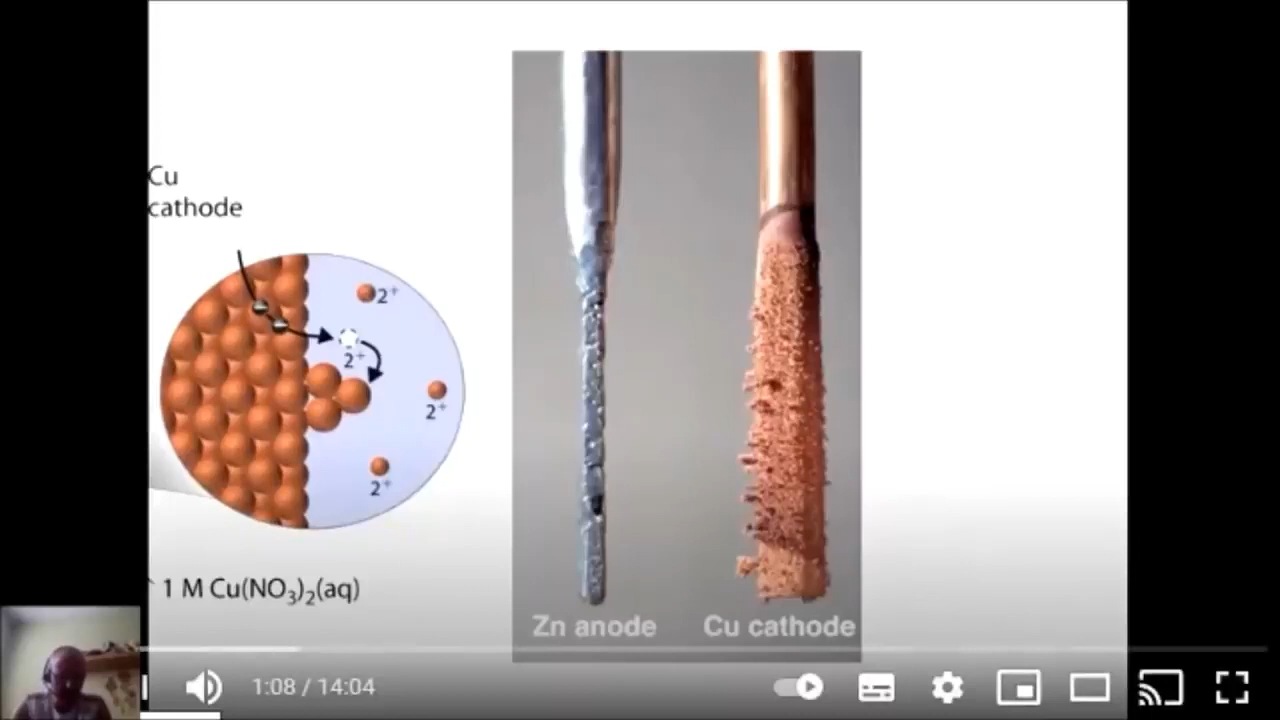 Cu
cathode
2+
2+
2+
2+
1 M Cu(NO3)2(aq)
Zn anode
Cu cathode
1:08 / 14:04